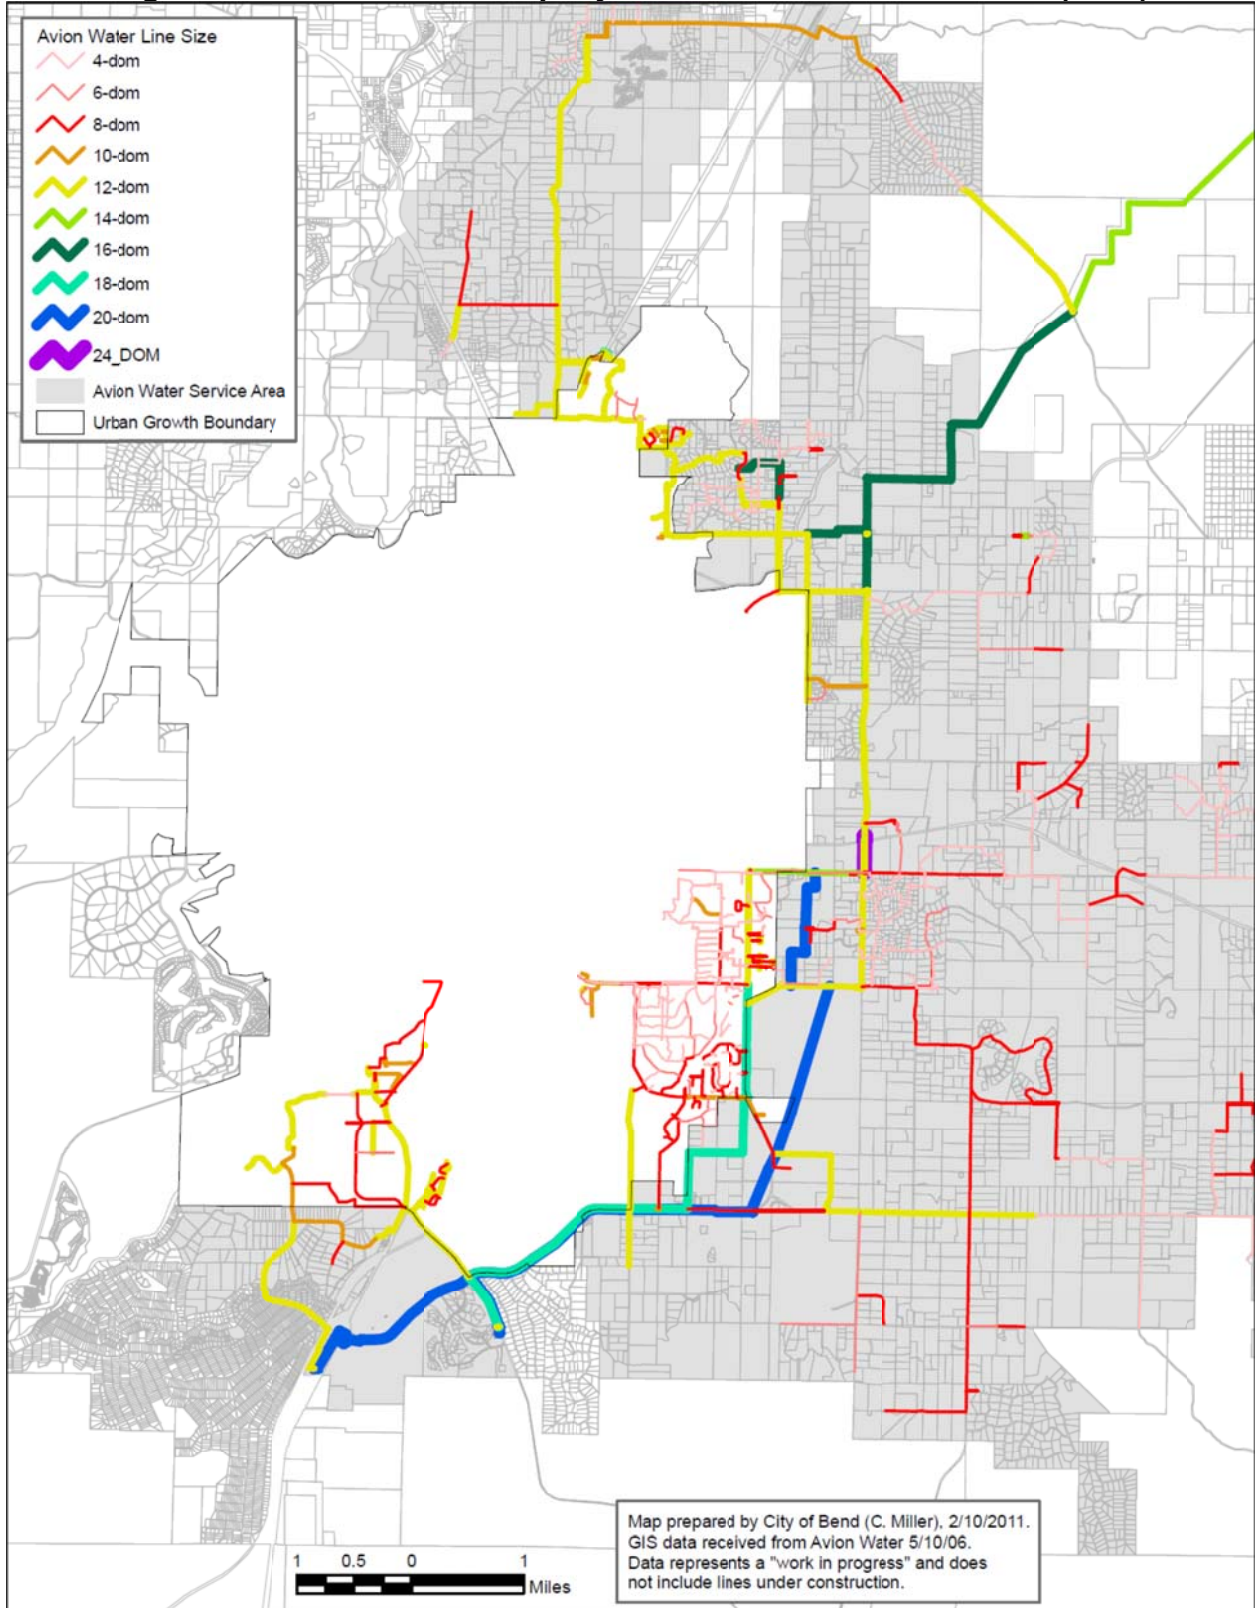 Avion Water Line Size
4-dom
6-dom
8-dom
10-dom
12-dom
14-dom
16-dom
18-dom
20-dom
24_DOM
Avion Water Service Area
Urban Growth Boundary
Map prepared by City of Bend (C. Miller), 2/10/2011.
GIS data received from Avion Water 5/10/06.
Data represents a "work in progress" and does
not include lines under construction.
1 0.5 0 1
Miles